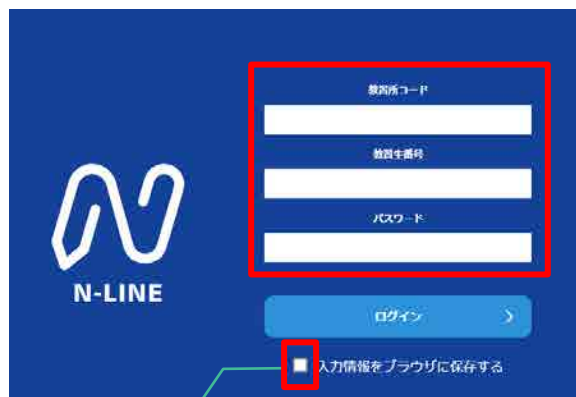 教習所コード
教習生番号
パスワード
N-LINE
ログイン
入力情報をブラウザに保存する